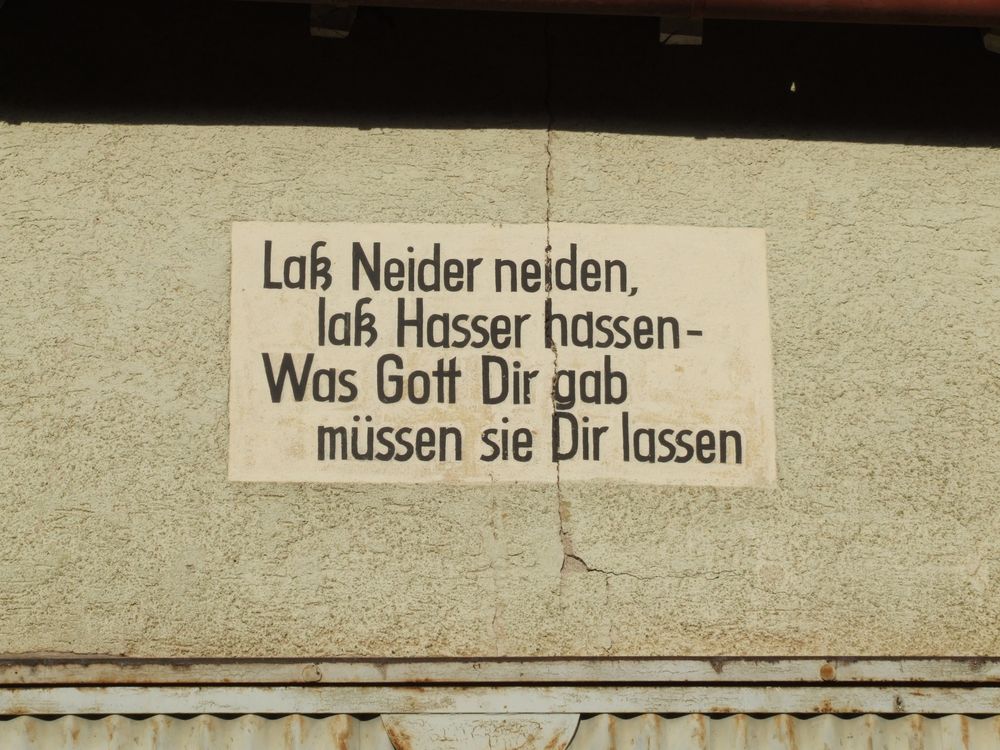 Laß Neider neiden,
laß Hasser hassen-
Was Gott Dir gab
müssen sie Dir lassen